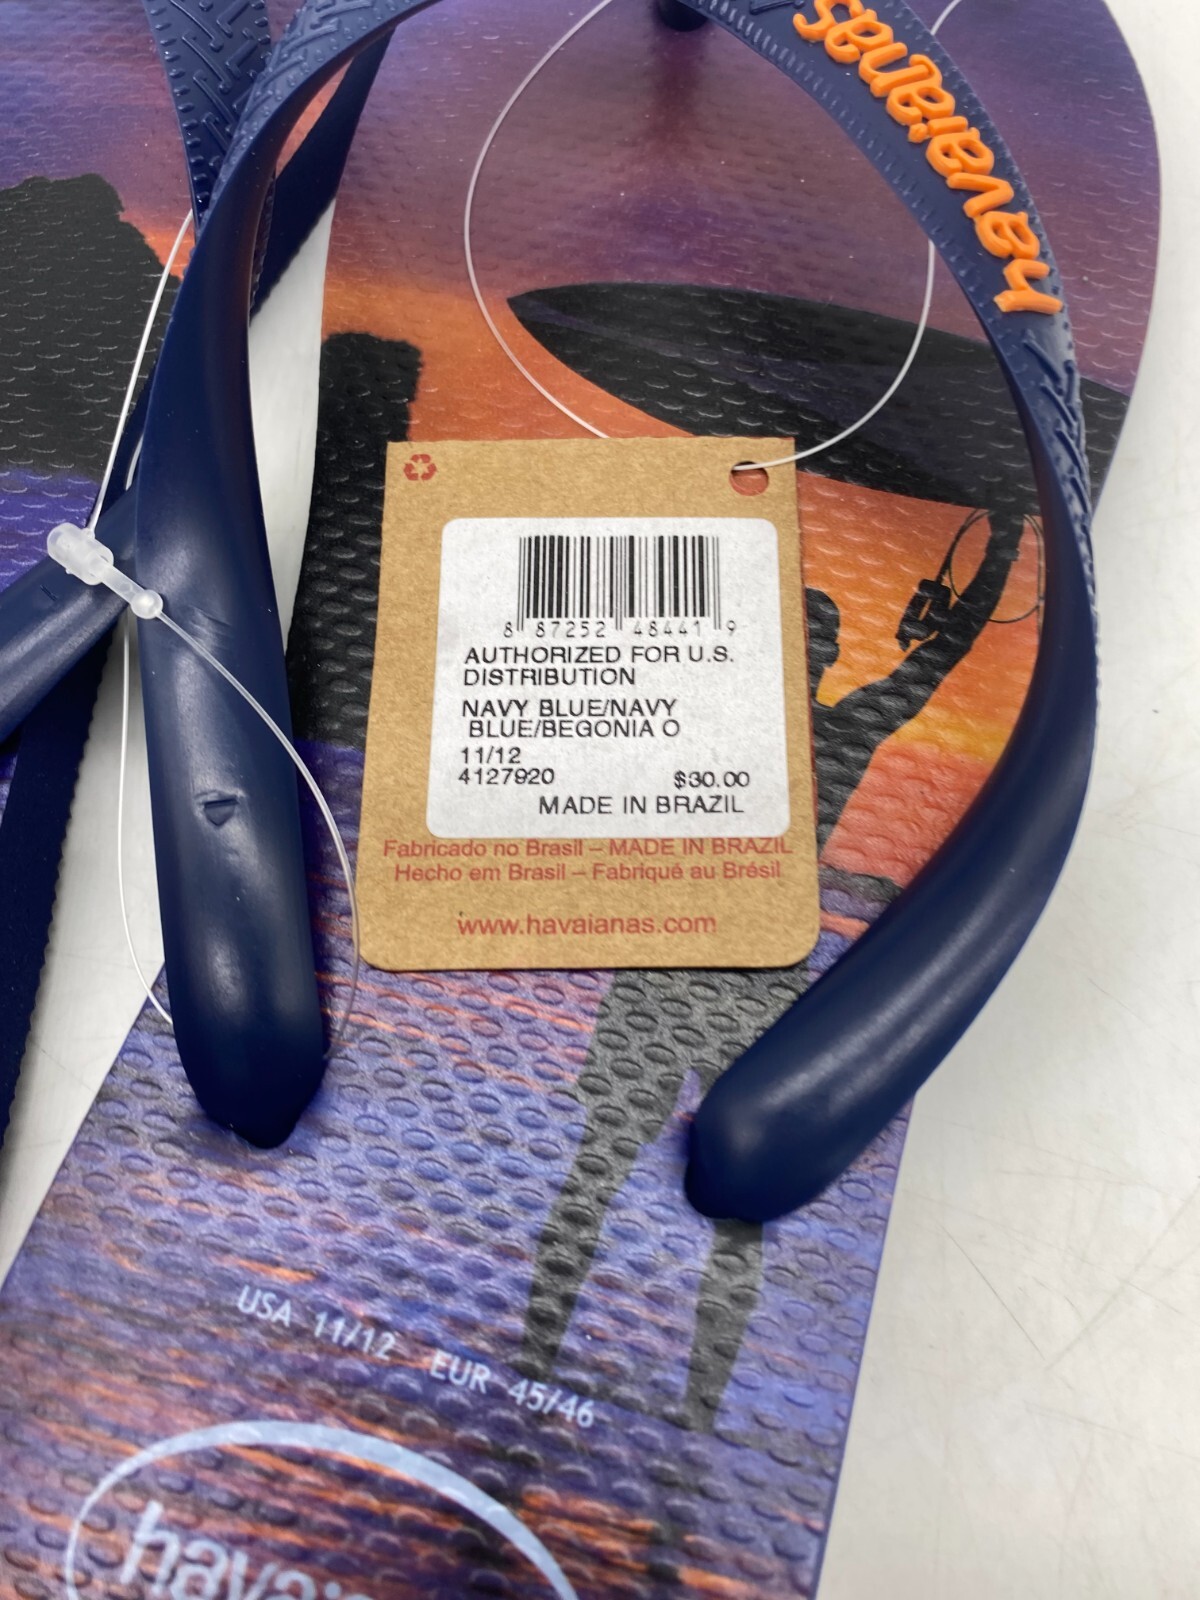 havaianas
8 87252 48441 9
AUTHORIZED FOR U.S.
DISTRIBUTION
NAVY BLUE/NAVY
BLUE/BEGONIA O
11/12
4127920 $30.00
MADE IN BRAZIL
Fabricado no Brasil – MADE IN BRAZIL
Hecho em Brasil – Fabriqué au Brésil
www.havaianas.com
USA 11/12 EUR 45/46